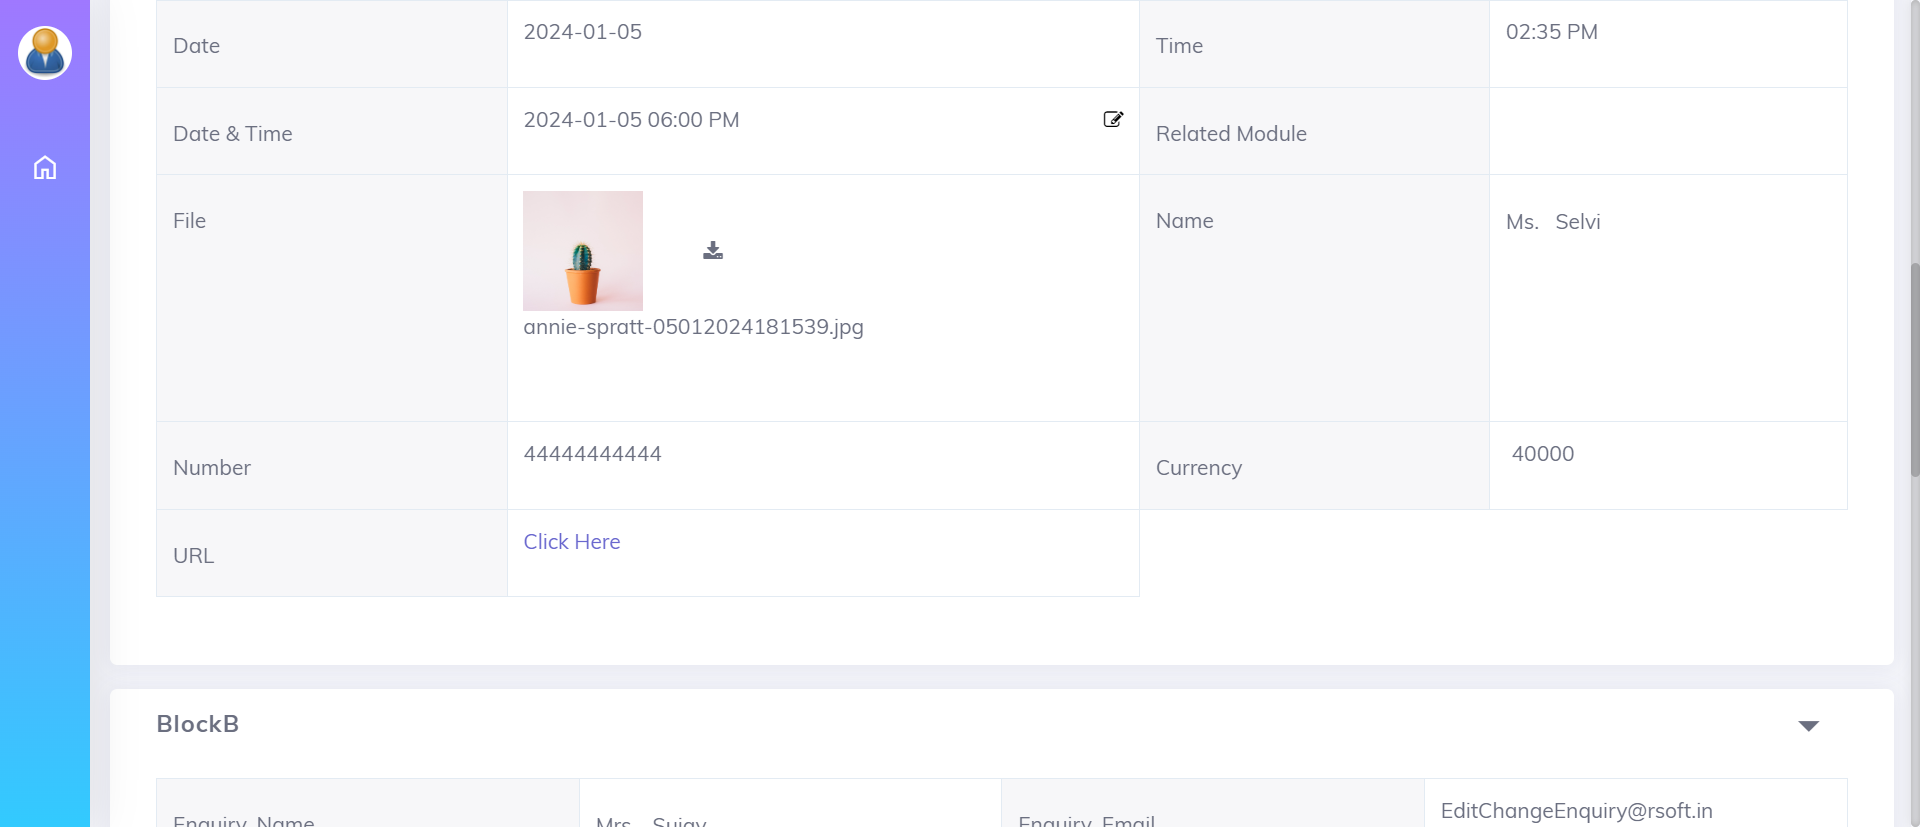 Date 2024-01-05 Time 02:35 PM
Date & Time 2024-01-05 06:00 PM Related Module
File Name Ms. Selvi
annie-spratt-05012024181539.jpg
Number 44444444444 Currency 40000
URL Click Here
BlockB
Enquiry Name Mrs. Sujay Enquiry Email EditChangeEnquiry@rsoft.in